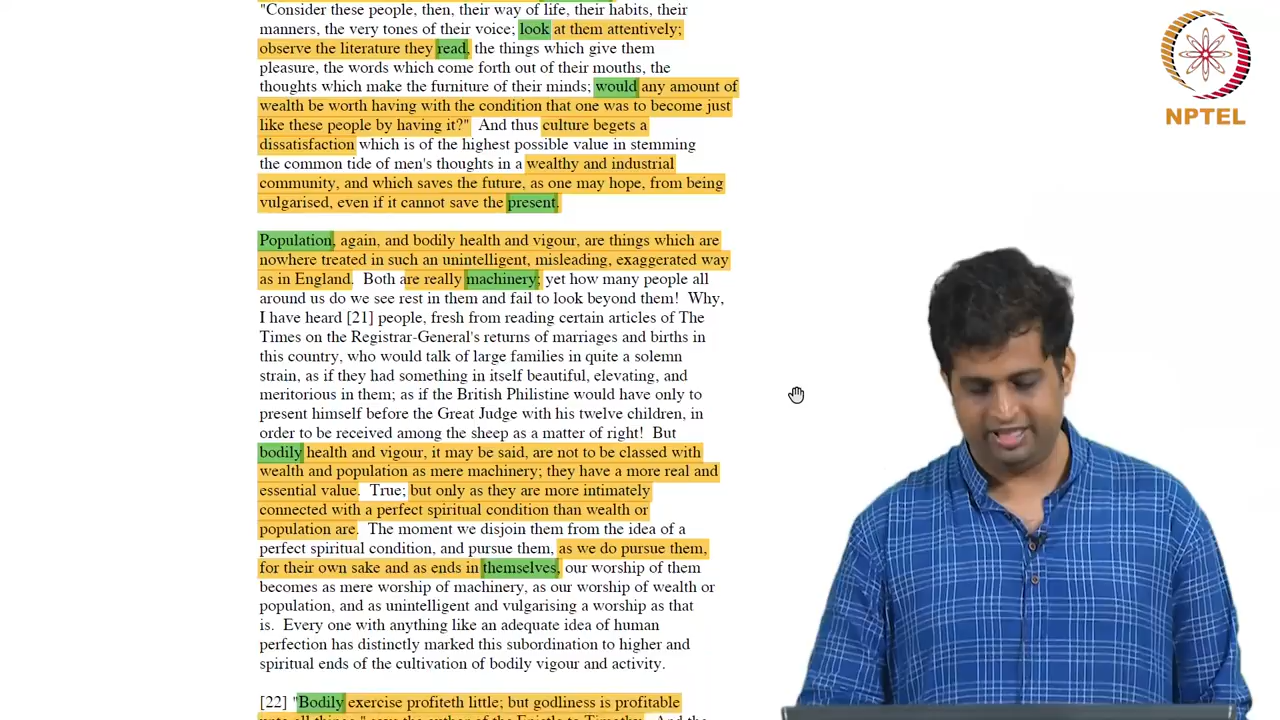 "Consider these people, then, their way of life, their habits, their
manners, the very tones of their voice; look at them attentively;
observe the literature they read, the things which give them
pleasure, the words which come forth out of their mouths, the
thoughts which make the furniture of their minds; would any amount of
wealth be worth having with the condition that one was to become just
like these people by having it?"  And thus culture begets a
dissatisfaction which is of the highest possible value in stemming
the common tide of men's thoughts in a wealthy and industrial
community, and which saves the future, as one may hope, from being
vulgarised, even if it cannot save the present.
Population, again, and bodily health and vigour, are things which are
nowhere treated in such an unintelligent, misleading, exaggerated way
as in England.  Both are really machinery; yet how many people all
around us do we see rest in them and fail to look beyond them!  Why,
I have heard [21] people, fresh from reading certain articles of The
Times on the Registrar-General's returns of marriages and births in
this country, who would talk of large families in quite a solemn
strain, as if they had something in itself beautiful, elevating, and
meritorious in them; as if the British Philistine would have only to
present himself before the Great Judge with his twelve children, in
order to be received among the sheep as a matter of right!  But
bodily health and vigour, it may be said, are not to be classed with
wealth and population as mere machinery; they have a more real and
essential value.  True; but only as they are more intimately
connected with a perfect spiritual condition than wealth or
population are.  The moment we disjoin them from the idea of a
perfect spiritual condition, and pursue them, as we do pursue them,
for their own sake and as ends in themselves, our worship of them
becomes as mere worship of machinery, as our worship of wealth or
population, and as unintelligent and vulgarising a worship as that
is.  Every one with anything like an adequate idea of human
perfection has distinctly marked this subordination to higher and
spiritual ends of the cultivation of bodily vigour and activity.
[22] "Bodily exercise profiteth little; but godliness is profitable
unto all things," says the author of the Epistle to Timothy.  And the
NPTEL